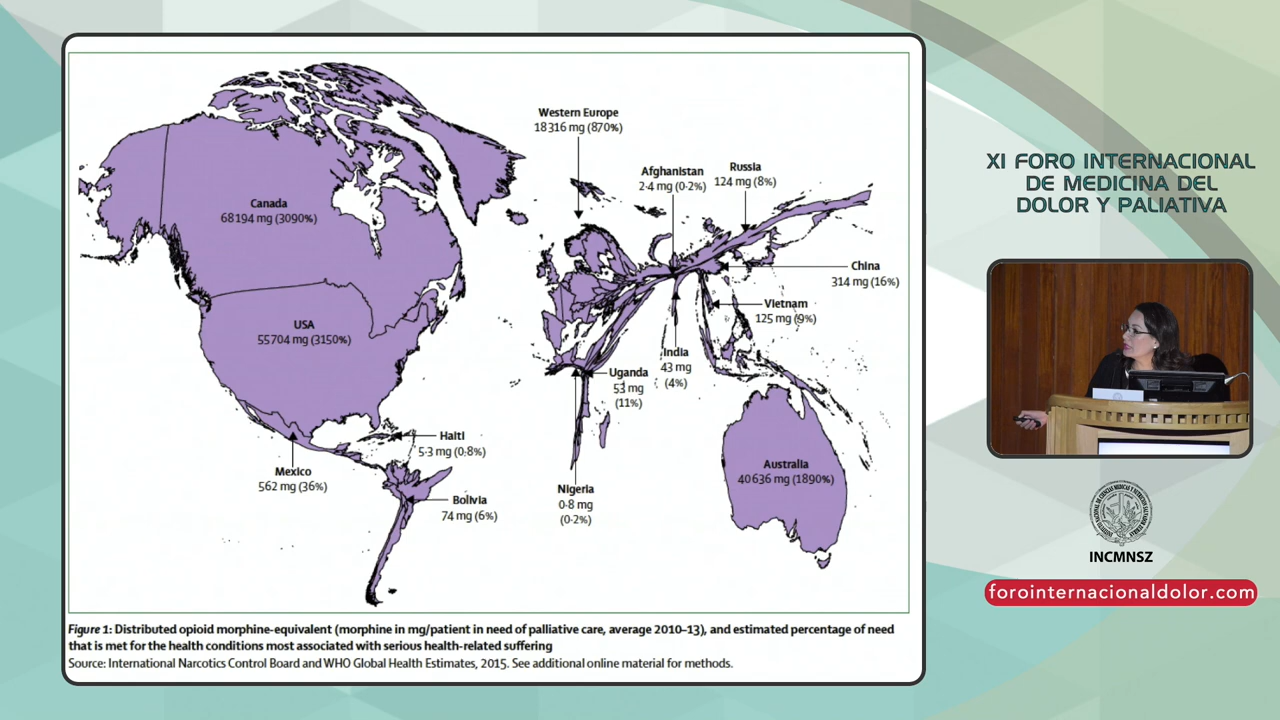 Western Europe
18 316 mg (870%)
Afghanistan
2·4 mg (0·2%)
Russia
124 mg (8%)
Canada
68 194 mg (3090%)
China
314 mg (16%)
USA
55 704 mg (3150%)
Vietnam
125 mg (9%)
India
43 mg
(4%)
Uganda
53 mg
(11%)
Haiti
5·3 mg (0·8%)
Mexico
562 mg (36%)
Bolivia
74 mg (6%)
Nigeria
0·8 mg
(0·2%)
Australia
40 636 mg (1890%)
Figure 1: Distributed opioid morphine-equivalent (morphine in mg/patient in need of palliative care, average 2010–13), and estimated percentage of need
that is met for the health conditions most associated with serious health-related suffering
Source: International Narcotics Control Board and WHO Global Health Estimates, 2015. See additional online material for methods.
XI FORO INTERNACIONAL
DE MEDICINA DEL
DOLOR Y PALIATIVA
INCMNSZ
forointernacionaldolor.com